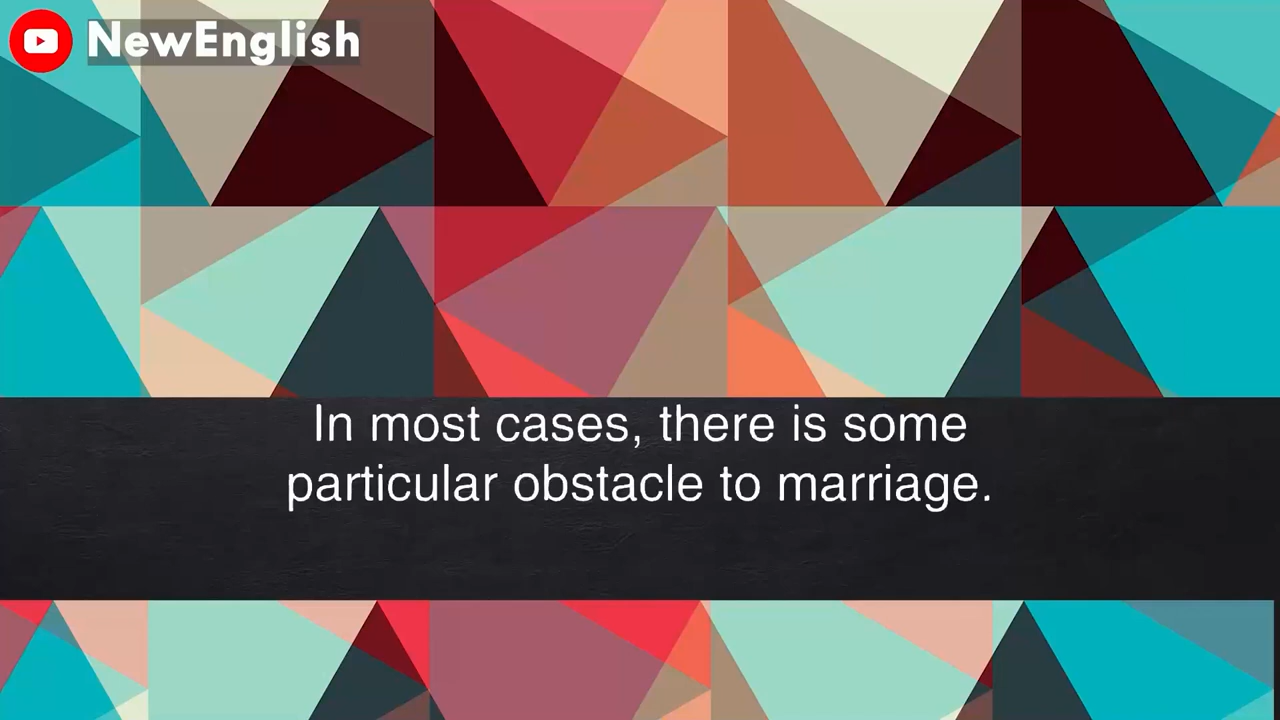 NewEnglish
In most cases, there is some
particular obstacle to marriage.